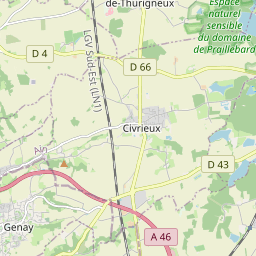 de-Thurigneux
Espace
naturel
sensible
du domaine
de Praillebard
D 4
D 66
LGV Sud-Est (LN1)
Civrieux
D 43
Genay
A 46